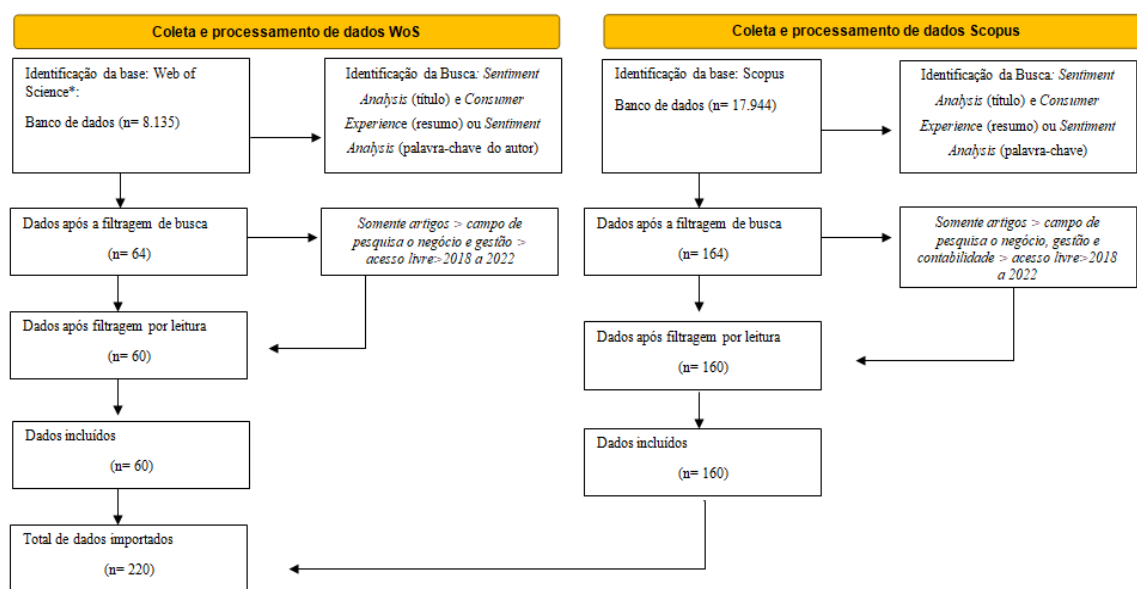 Coleta e processamento de dados WoS
Identificação da base: Web of
Science*:
Banco de dados (n= 8.135)
Identificação da Busca: Sentiment
Analysis (título) e Consumer
Experience (resumo) ou Sentiment
Analysis (palavra-chave do autor)
Dados após a filtragem de busca
(n= 64)
Somente artigos > campo de
pesquisa o negócio e gestão >
acesso livre>2018 a 2022
Dados após filtragem por leitura
(n= 60)
Dados incluídos
(n= 60)
Total de dados importados
(n= 220)
Coleta e processamento de dados Scopus
Identificação da base: Scopus
Banco de dados (n= 17.944)
Identificação da Busca: Sentiment
Analysis (título) e Consumer
Experience (resumo) ou Sentiment
Analysis (palavra-chave)
Dados após a filtragem de busca
(n= 164)
Somente artigos > campo de
pesquisa o negócio, gestão e
contabilidade > acesso livre>2018
a 2022
Dados após filtragem por leitura
(n= 160)
Dados incluídos
(n= 160)